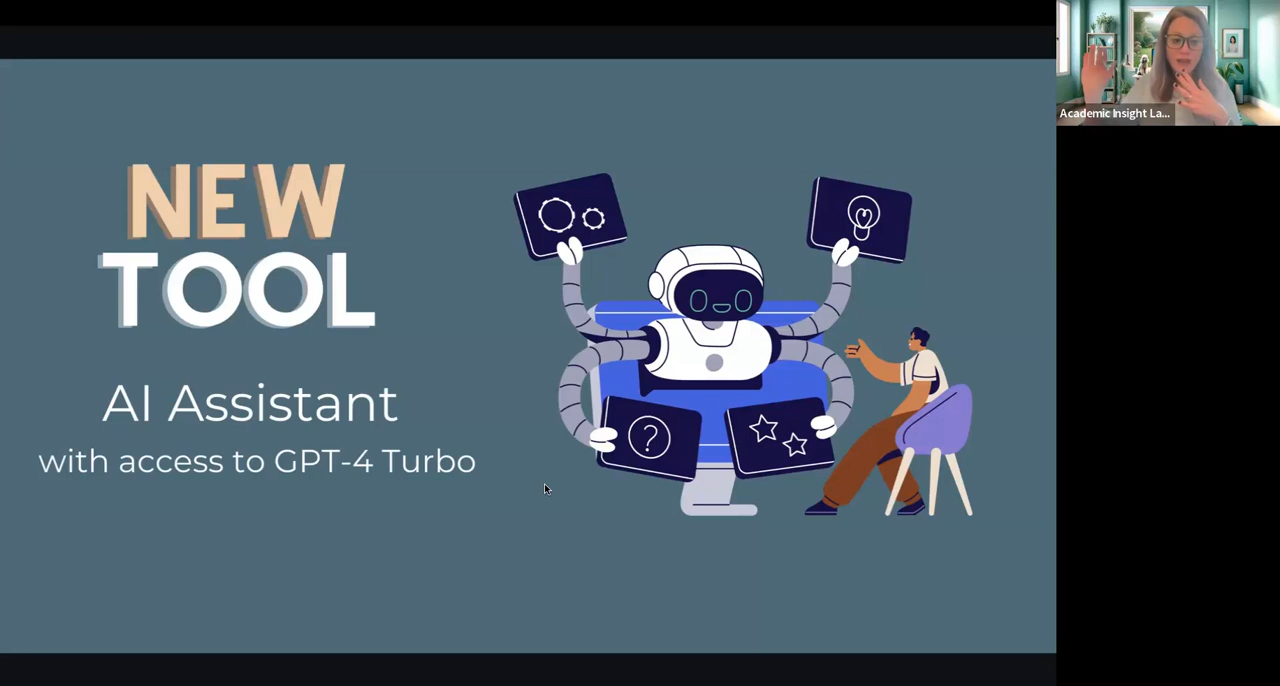 NEW
TOOL
AI Assistant
with access to GPT-4 Turbo
?
Academic Insight La...